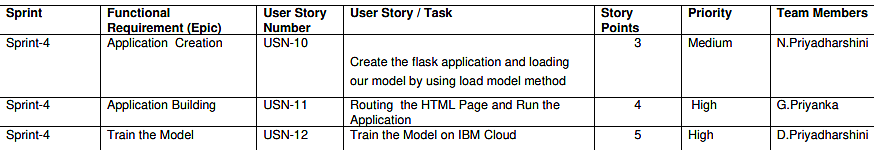 Sprint Functional Requirement (Epic) User Story Number User Story / Task Story Points Priority Team Members
Sprint-4 Application Creation USN-10 Create the flask application and loading our model by using load model method 3 Medium N.Priyadharshini
Sprint-4 Application Building USN-11 Routing the HTML Page and Run the Application 4 High G.Priyanka
Sprint-4 Train the Model USN-12 Train the Model on IBM Cloud 5 High D.Priyadharshini